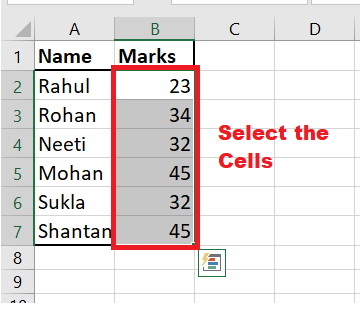 A B C D
1 Name Marks
2 Rahul 23
3 Rohan 34
Select the
4 Neeti 32
Cells
5 Mohan 45
6 Sukla 32
7 Shantan 45
8
9